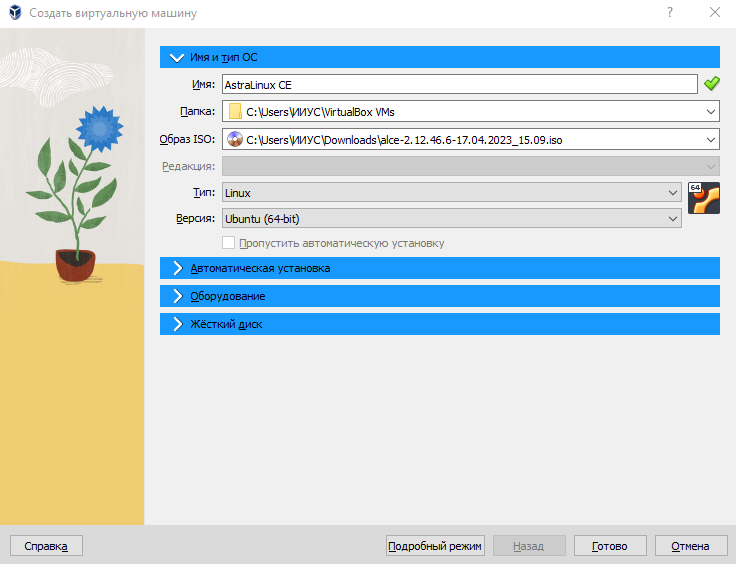 Создать виртуальную машину
?
Имя и тип ОС
Имя: AstraLinux CE
Папка: C:\Users\ИИУС\VirtualBox VMs
Образ ISO: C:\Users\ИИУС\Downloads\alce-2.12.46.6-17.04.2023_15.09.iso
Редакция:
Тип: Linux
64
Версия: Ubuntu (64-bit)
Пропустить автоматическую установку
Автоматическая установка
Оборудование
Жёсткий диск
Справка Подробный режим Назад Готово Отмена